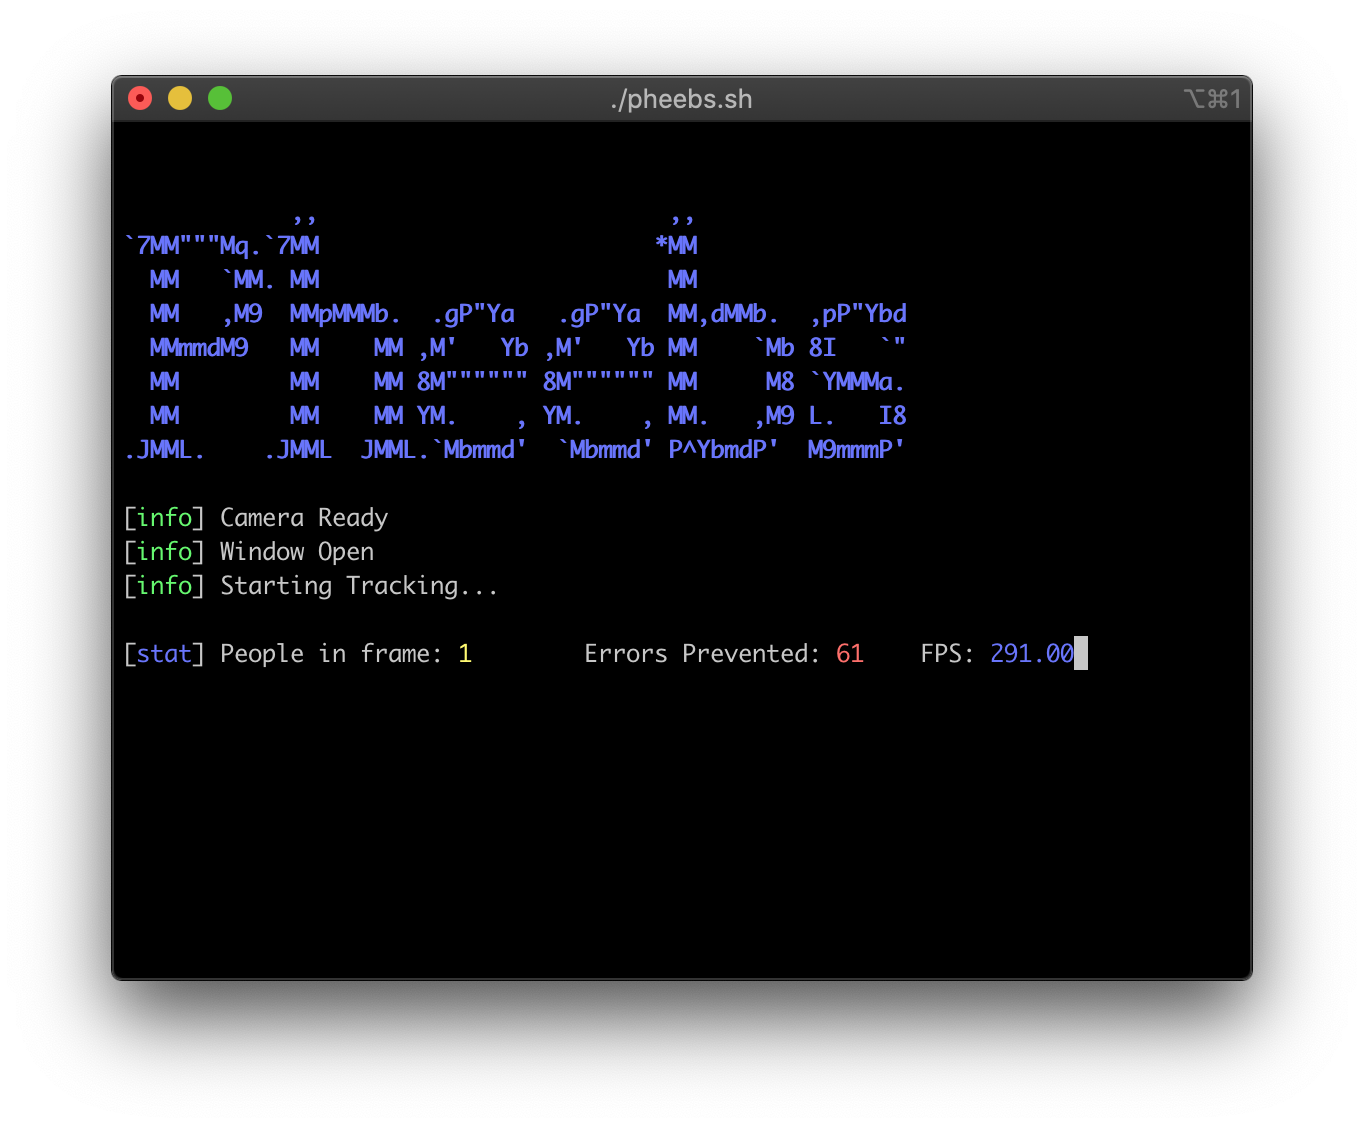 ./pheebs.sh ⌥⌘1
              ,,                         ,,
`7MM"""Mq.`7MM                        *MM
  MM   `MM. MM                         MM
  MM   ,M9  MMpMMMb.  .gP"Ya   .gP"Ya  MM,dMMb.  ,pP"Ybd
  MMmmdM9   MM    MM ,M'   Yb ,M'   Yb MM    `Mb 8I   `"
  MM        MM    MM 8M"""""" 8M"""""" MM     M8 `YMMMa.
  MM        MM    MM YM.    , YM.    , MM.   ,M9 L.   I8
.JMML.    .JMML  JMML.`Mbmmd'  `Mbmmd' P^YbmdP'  M9mmmP'
[info] Camera Ready
[info] Window Open
[info] Starting Tracking...
[stat] People in frame: 1        Errors Prevented: 61    FPS: 291.00